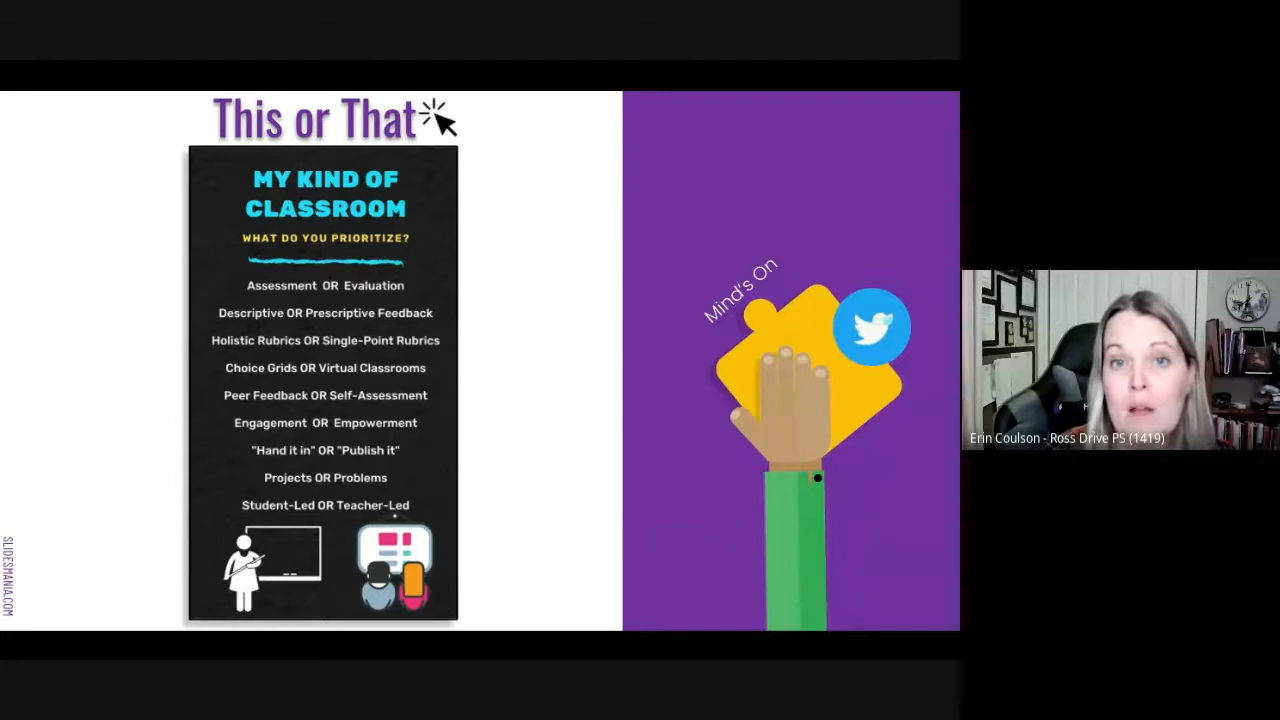 This or That
MY KIND OF
CLASSROOM
WHAT DO YOU PRIORITIZE?
Assessment OR Evaluation
Descriptive OR Prescriptive Feedback
Holistic Rubrics OR Single-Point Rubrics
Choice Grids OR Virtual Classrooms
Peer Feedback OR Self-Assessment
Engagement OR Empowerment
"Hand it in" OR "Publish it"
Projects OR Problems
Student-Led OR Teacher-Led
SLIDESMANIA.COM
Mind's On
Erin Coulson - Ross Drive PS (1419)